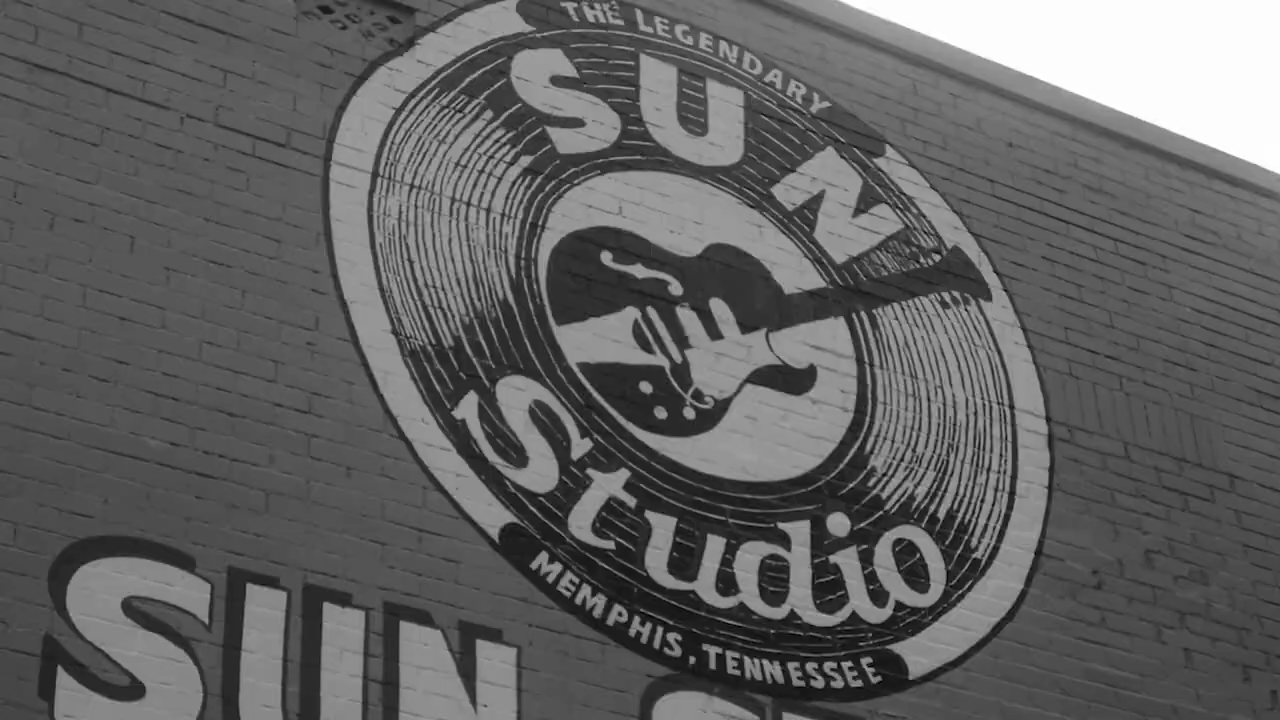 THE LEGENDARY
SUN
Studio
MEMPHIS, TENNESSEE
SUN